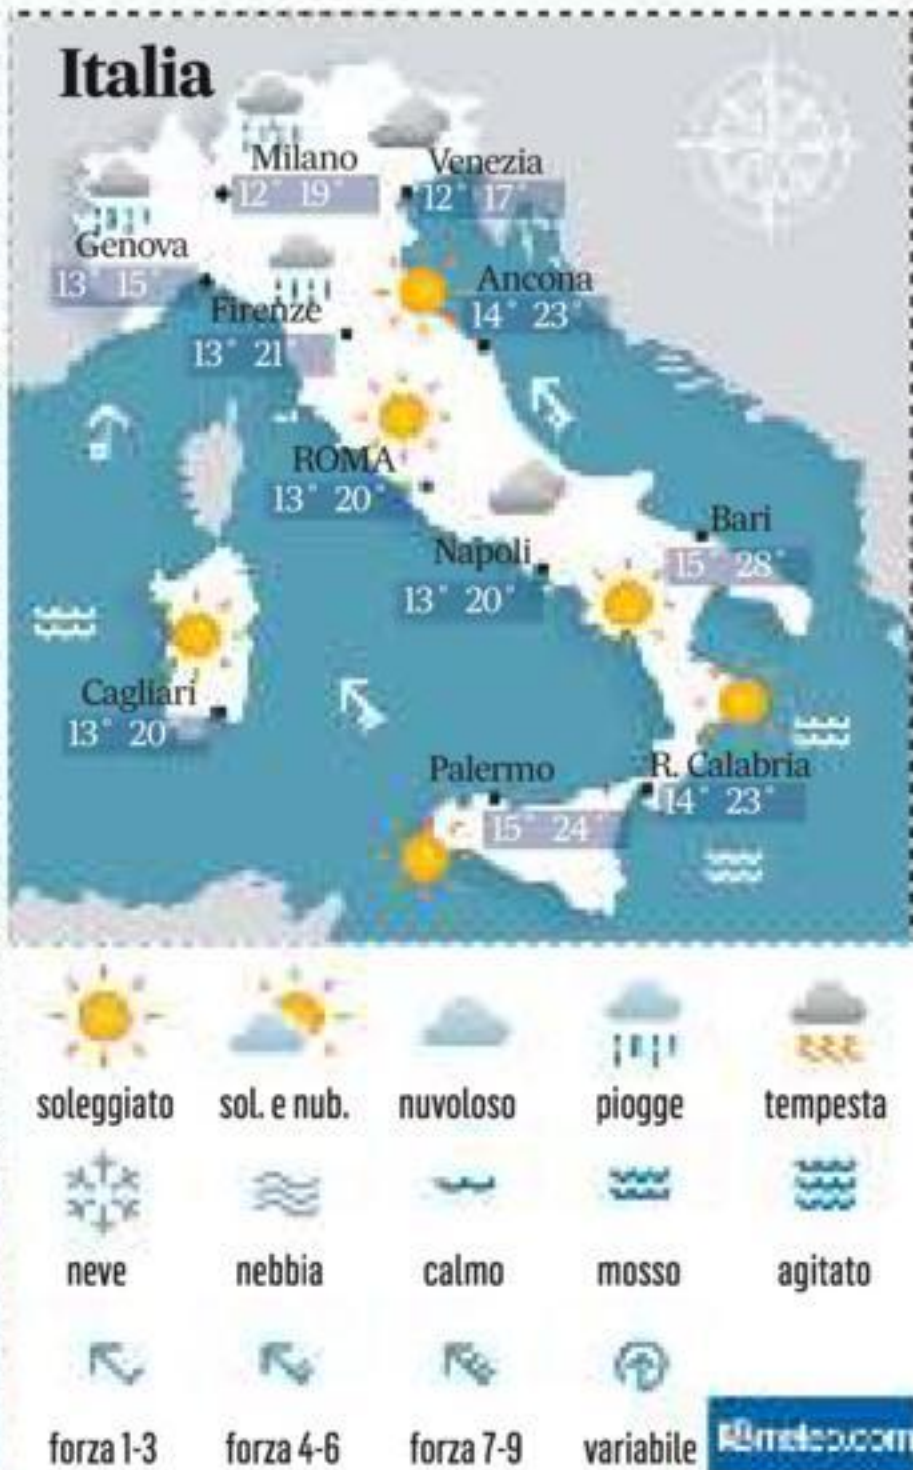 Italia
Milano
12° 19°
Venezia
12° 17°
Genova
13° 15°
Ancona
14° 23°
Firenze
13° 21°
ROMA
13° 20°
Bari
15° 28°
Napoli
13° 20°
Cagliari
13° 20°
Palermo
15° 24°
R. Calabria
14° 23°
soleggiato sol. e nub. nuvoloso piogge tempesta
neve nebbia calmo mosso agitato
forza 1-3 forza 4-6 forza 7-9 variabile